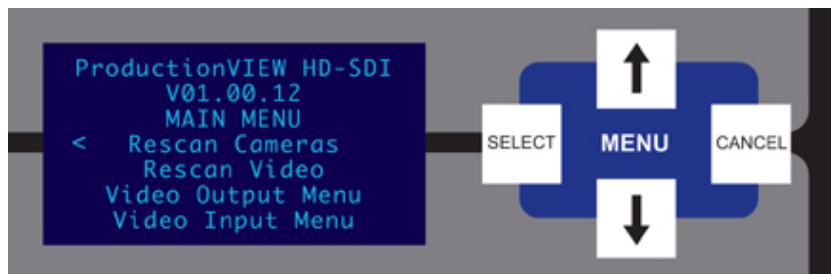 ProductionVIEW HD-SDI
V01.00.12
MAIN MENU
< Rescan Cameras
Rescan Video
Video Output Menu
Video Input Menu
SELECT
MENU
CANCEL